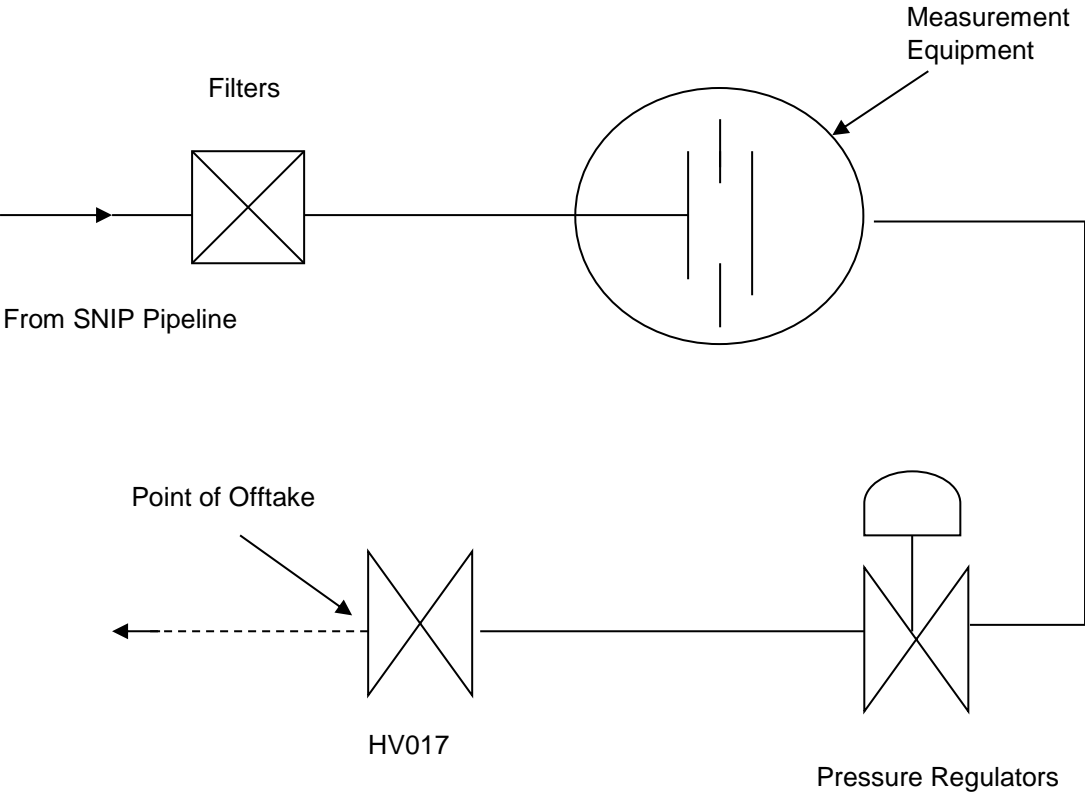 Measurement
Equipment
Filters
From SNIP Pipeline
Point of Offtake
HV017
Pressure Regulators